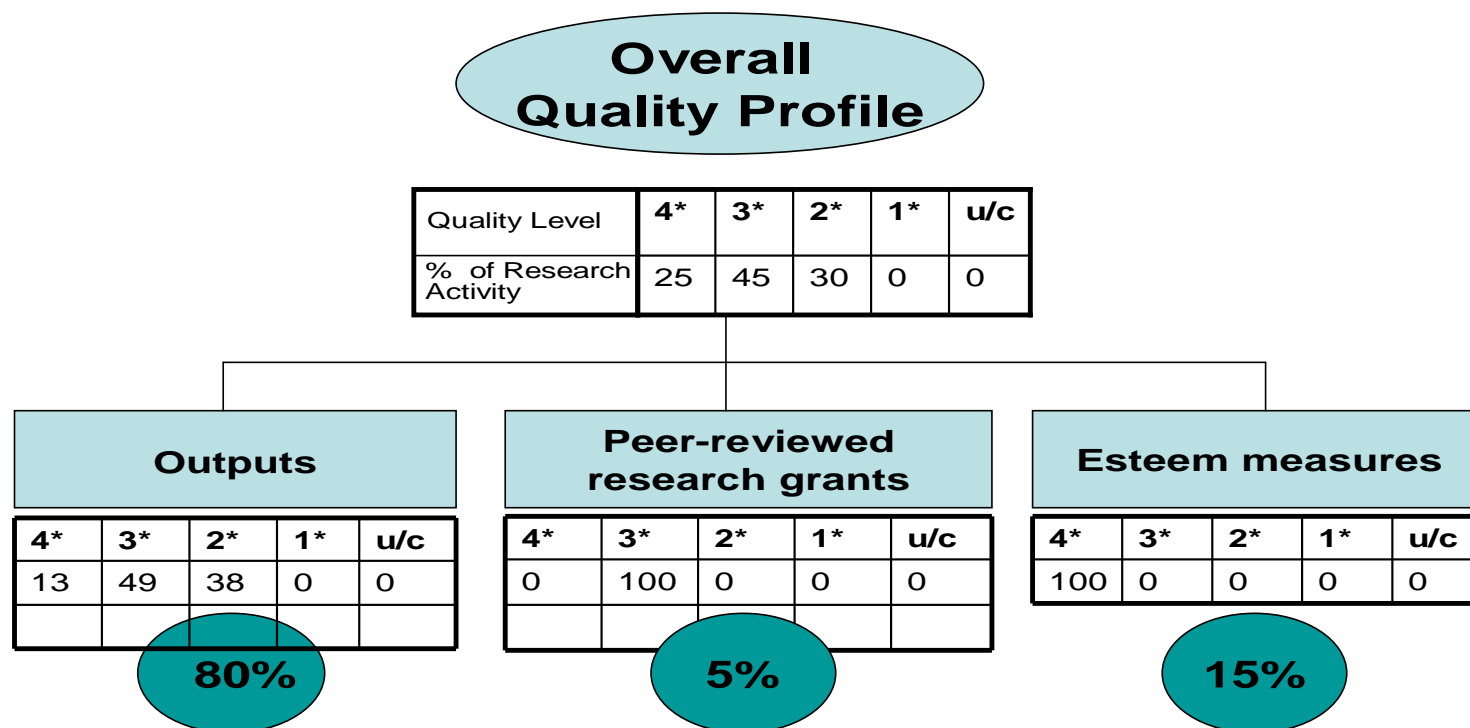 Overall
Quality Profile
Quality Level 4* 3* 2* 1* u/c
% of Research
Activity 25 45 30 0 0
Outputs
4* 3* 2* 1* u/c
13 49 38 0 0
80%
Peer-reviewed
research grants
4* 3* 2* 1* u/c
0 100 0 0 0
5%
Esteem measures
4* 3* 2* 1* u/c
100 0 0 0 0
15%